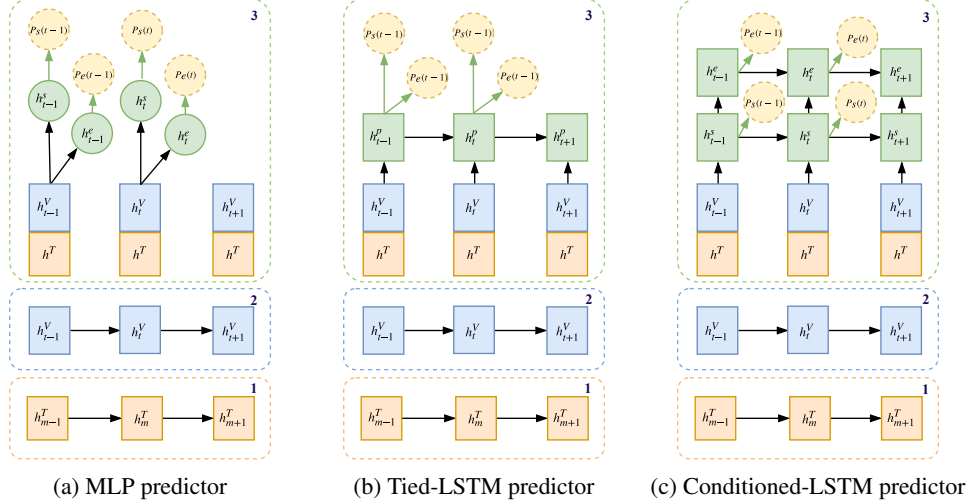 3
P_s(t−1) P_s(t)
P_e(t−1) P_e(t)
h^s_{t−1} h^s_t
h^e_{t−1} h^e_t
h^V_{t−1} h^V_t h^V_{t+1}
h^T h^T h^T
2
h^V_{t−1} h^V_t h^V_{t+1}
1
h^T_{m−1} h^T_m h^T_{m+1}
(a) MLP predictor
3
P_s(t−1) P_s(t−1)
P_e(t−1) P_e(t−1)
h^p_{t−1} h^p_t h^p_{t+1}
h^V_{t−1} h^V_t h^V_{t+1}
h^T h^T h^T
2
h^V_{t−1} h^V_t h^V_{t+1}
1
h^T_{m−1} h^T_m h^T_{m+1}
(b) Tied-LSTM predictor
3
P_e(t−1) P_e(t)
h^e_{t−1} h^e_t h^e_{t+1}
P_s(t−1) P_s(t)
h^s_{t−1} h^s_t h^s_{t+1}
h^V_{t−1} h^V_t h^V_{t+1}
h^T h^T h^T
2
h^V_{t−1} h^V_t h^V_{t+1}
1
h^T_{m−1} h^T_m h^T_{m+1}
(c) Conditioned-LSTM predictor